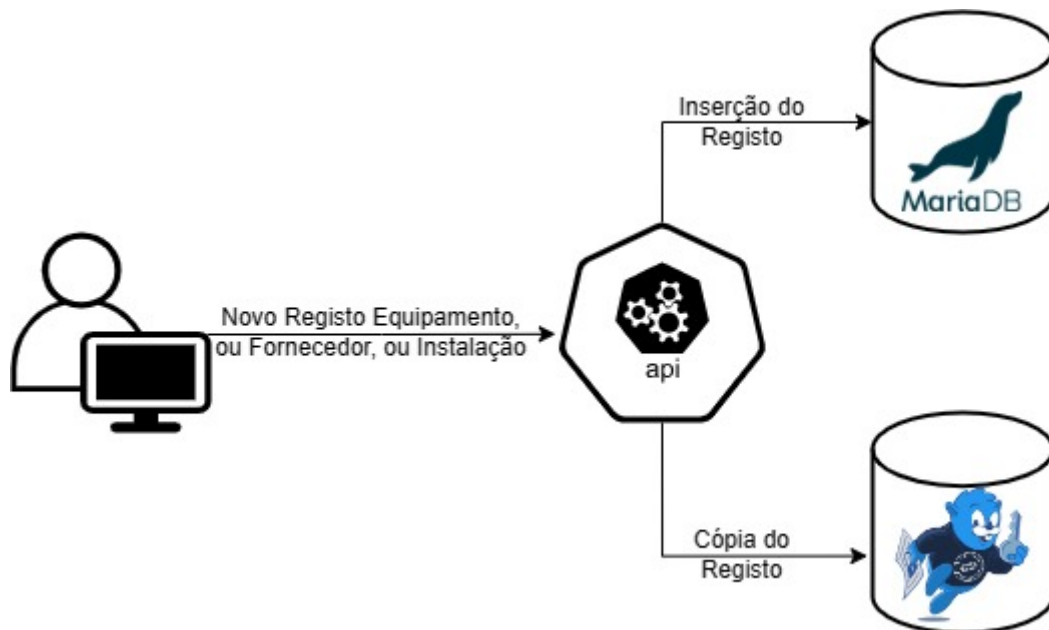 Inserção do
Registo
MariaDB
Novo Registo Equipamento,
ou Fornecedor, ou Instalação
api
Cópia do
Registo